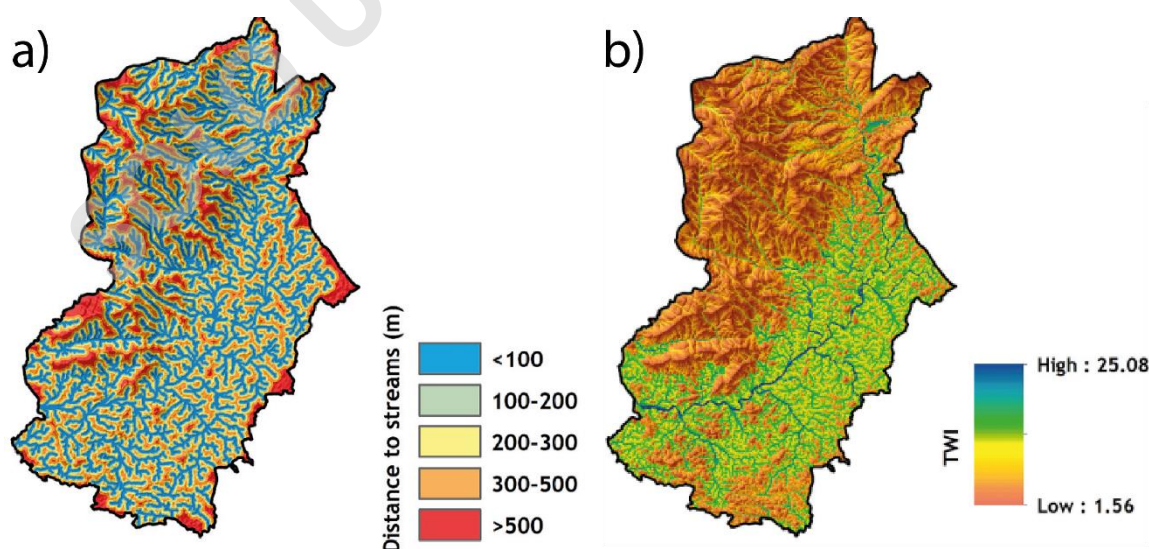 a)
Distance to streams (m)
<100
100-200
200-300
300-500
>500
b)
TWI
High : 25.08
Low : 1.56